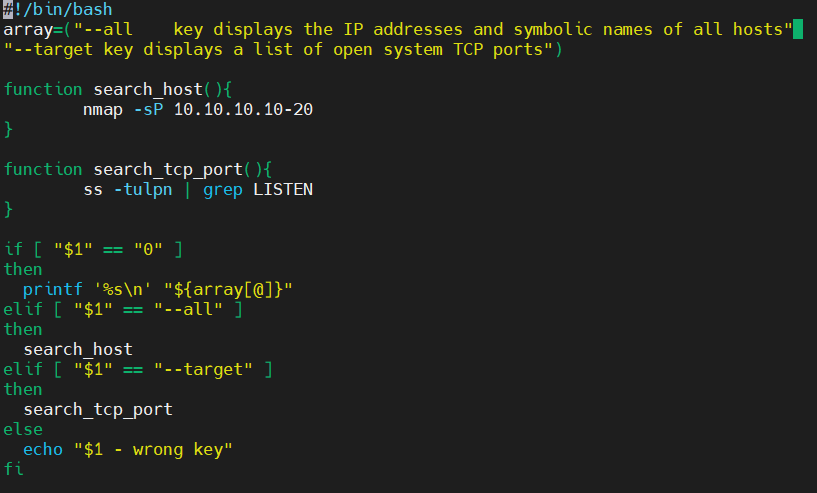 #!/bin/bash
array=("--all    key displays the IP addresses and symbolic names of all hosts"
"--target key displays a list of open system TCP ports")
function search_host(){
        nmap -sP 10.10.10.10-20
}
function search_tcp_port(){
        ss -tulpn | grep LISTEN
}
if [ "$1" == "0" ]
then
  printf '%s\n' "${array[@]}"
elif [ "$1" == "--all" ]
then
  search_host
elif [ "$1" == "--target" ]
then
  search_tcp_port
else
  echo "$1 - wrong key"
fi